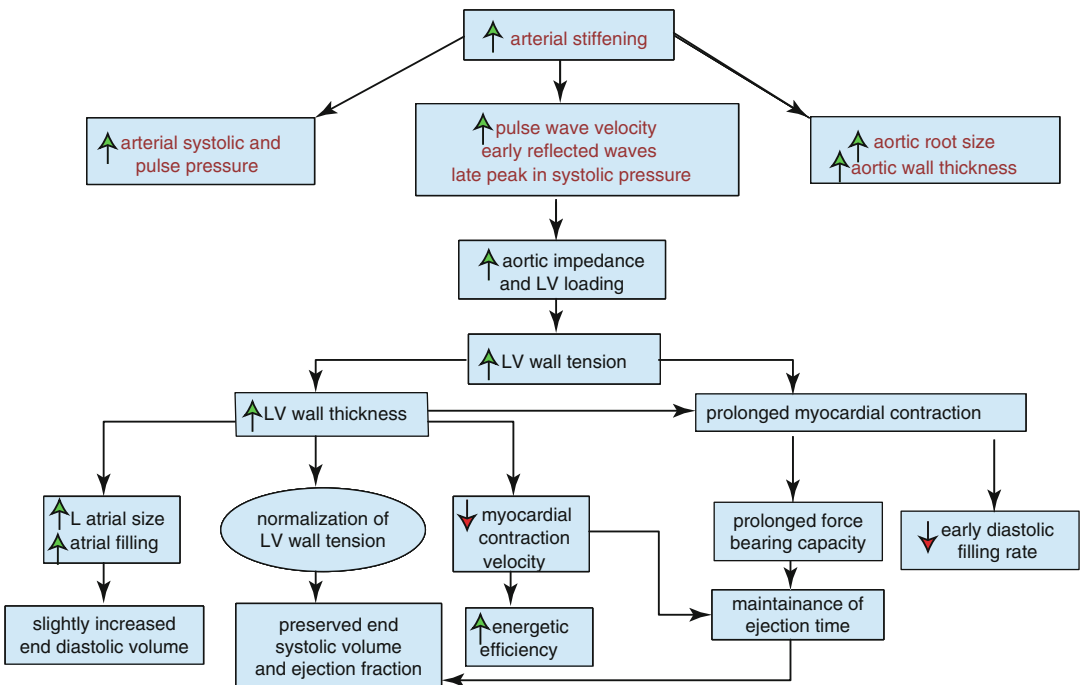 arterial stiffening
arterial systolic and
pulse pressure
pulse wave velocity
early reflected waves
late peak in systolic pressure
aortic root size
aortic wall thickness
aortic impedance
and LV loading
LV wall tension
LV wall thickness
prolonged myocardial contraction
L atrial size
atrial filling
normalization of
LV wall tension
myocardial
contraction
velocity
prolonged force
bearing capacity
early diastolic
filling rate
slightly increased
end diastolic volume
preserved end
systolic volume
and ejection fraction
energetic
efficiency
maintainance of
ejection time